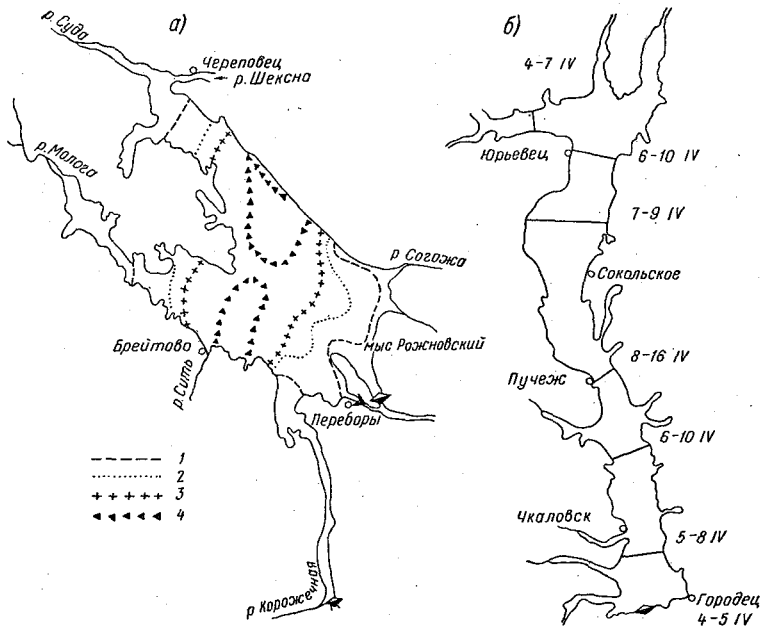 а)
р. Суда
Череповец
р. Шексна
р. Молога
р Согожа
мыс Рожновский
Брейтово
р. Сить
Переборы
1
2
3
4
р Корожечная
б)
4-7 IV
Юрьевец
6-10 IV
7-9 IV
Сокольское
8-16 IV
Пучеж
6-10 IV
Чкаловск
5-8 IV
Городец
4-5 IV